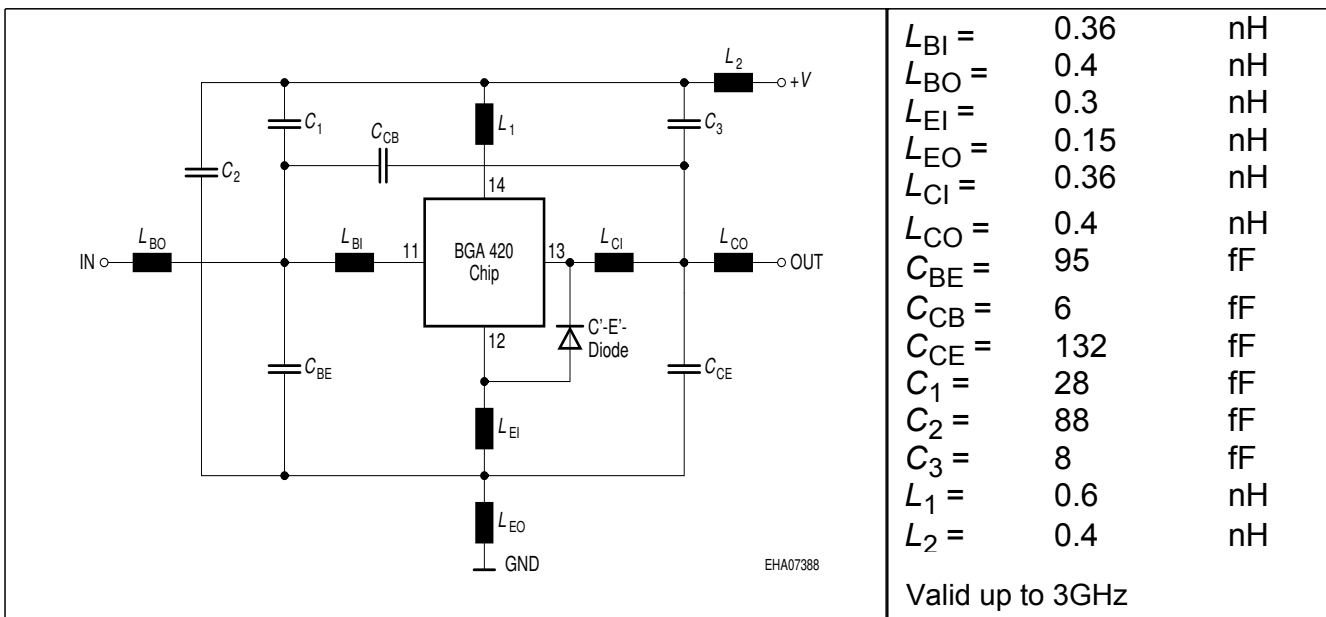 L2
+V
C1
L1
C3
CCB
C2
14
LBO
LBI
LCI
LCO
IN
11
BGA 420
Chip
13
OUT
12
C'-E'-
Diode
CBE
CCE
LEI
LEO
GND
EHA07388
LBI = 0.36 nH
LBO = 0.4 nH
LEI = 0.3 nH
LEO = 0.15 nH
LCI = 0.36 nH
LCO = 0.4 nH
CBE = 95 fF
CCB = 6 fF
CCE = 132 fF
C1 = 28 fF
C2 = 88 fF
C3 = 8 fF
L1 = 0.6 nH
L2 = 0.4 nH
Valid up to 3GHz